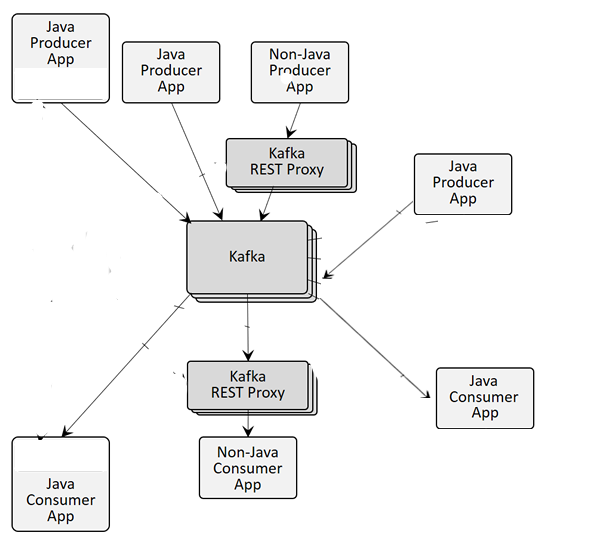 Java
Producer
App
Java
Producer
App
Non-Java
Producer
App
Kafka
REST Proxy
Java
Producer
App
Kafka
Kafka
REST Proxy
Java
Consumer
App
Non-Java
Consumer
App
Java
Consumer
App